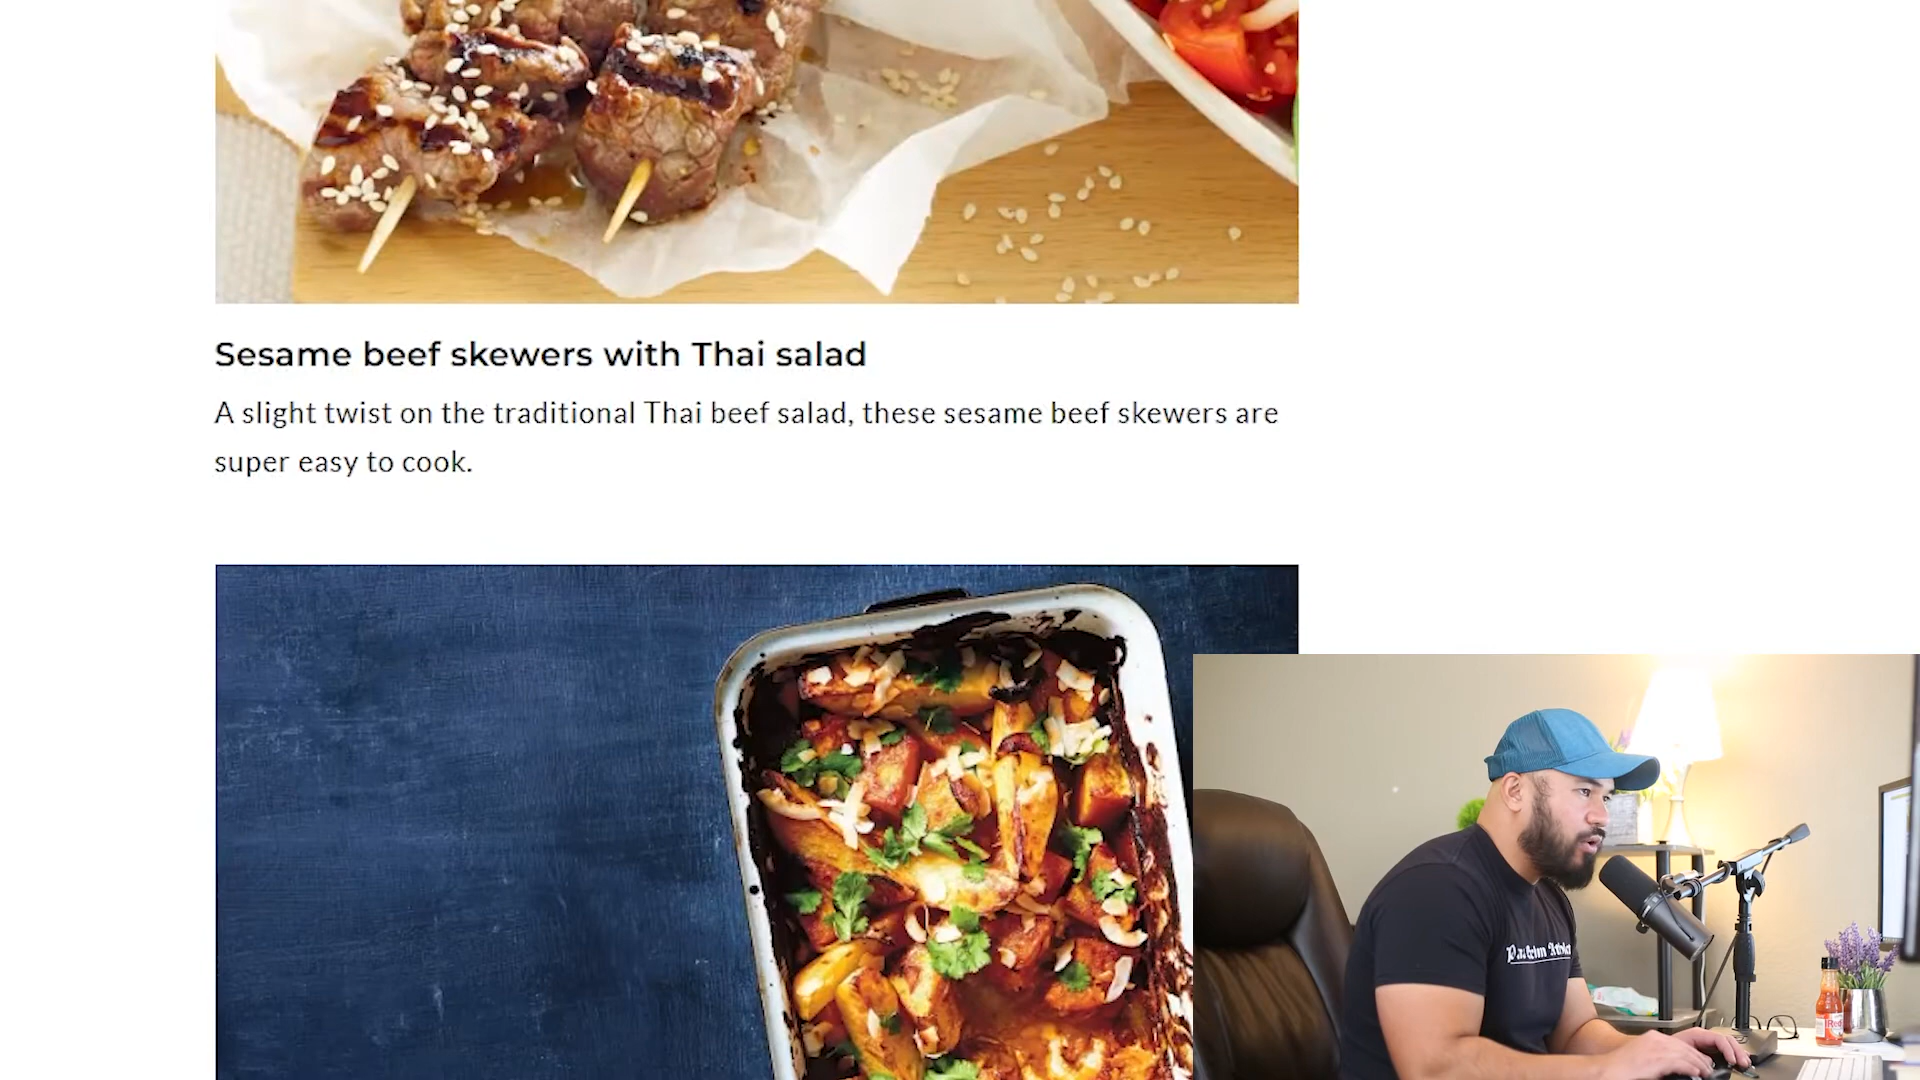 Sesame beef skewers with Thai salad
A slight twist on the traditional Thai beef salad, these sesame beef skewers are
super easy to cook.